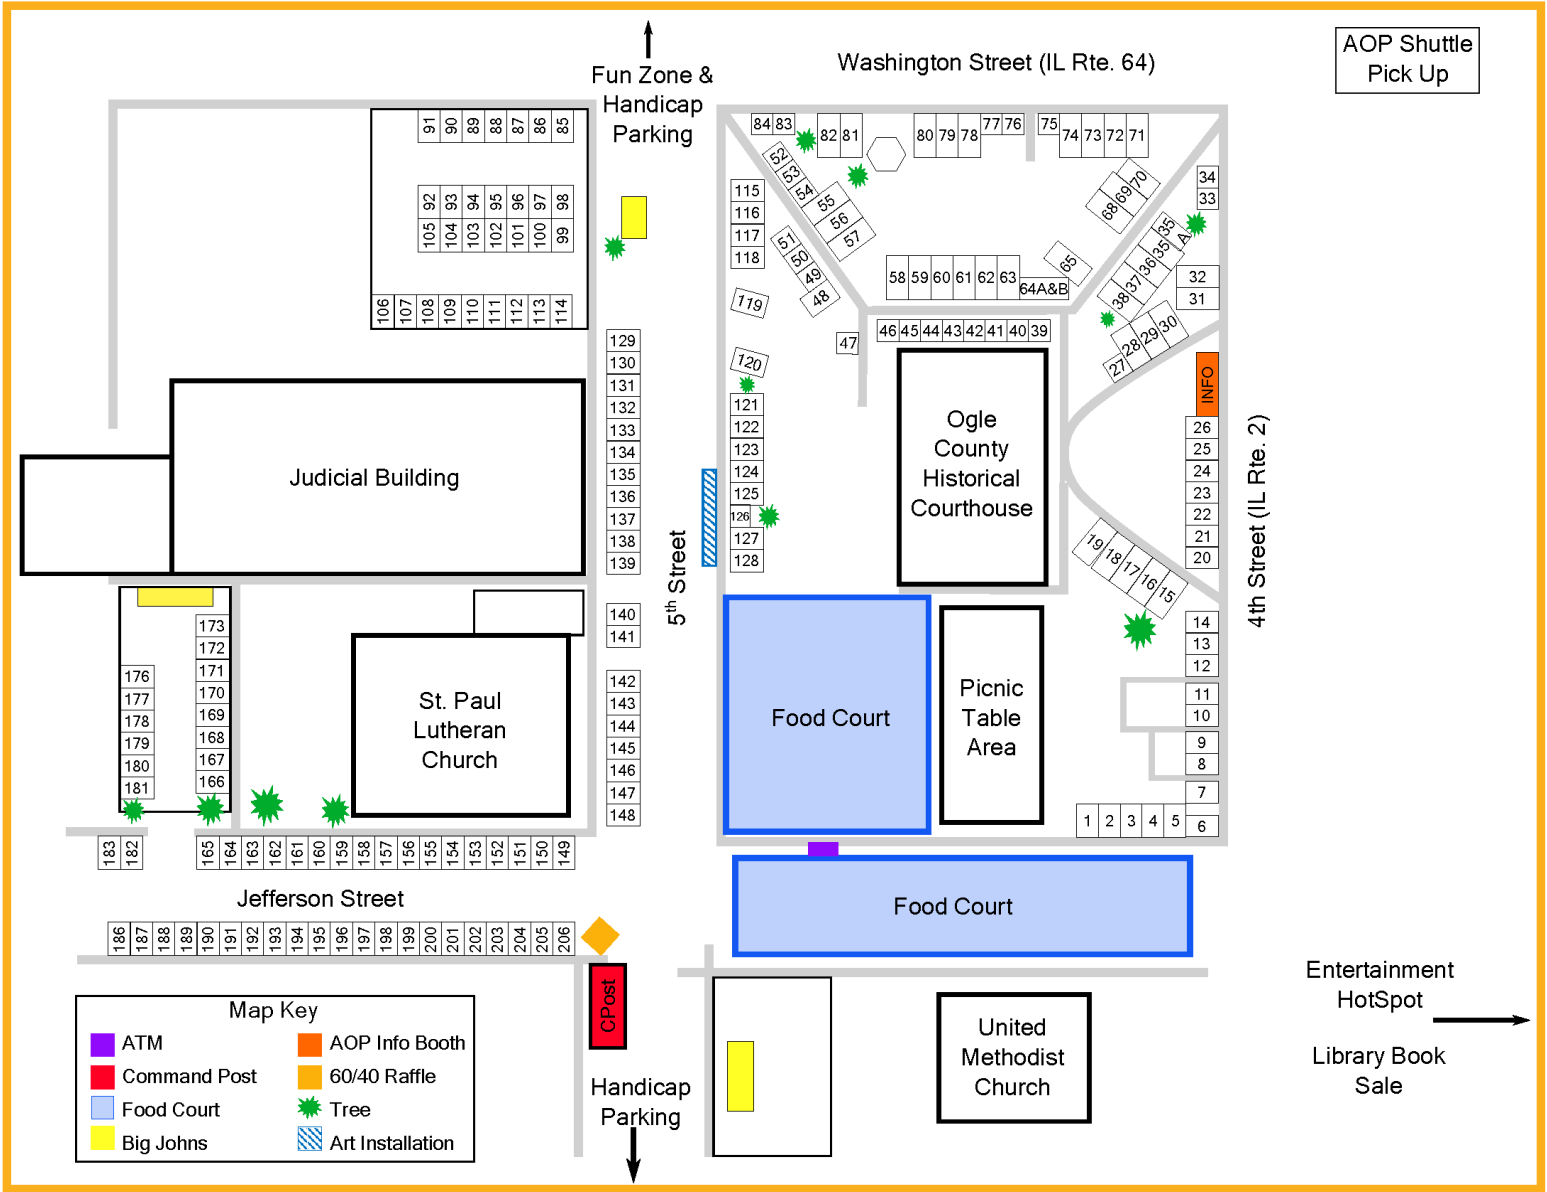 AOP Shuttle
Pick Up
Washington Street (IL Rte. 64)
Fun Zone &
Handicap
Parking
91 90 89 88 87 86 85
92 93 94 95 96 97 98
105 104 103 102 101 100 99
106 107 108 109 110 111 112 113 114
84 83
82 81
80 79 78
77 76
75
74 73 72 71
52
53
54
55
56
57
51
50
49
48
115
116
117
118
119
120
121
122
123
124
125
126
127
128
58 59 60 61 62 63
64A&B
65
68 69 70
34
33
35
A
35
36
37
38
32
31
27 28 29 30
47
46 45 44 43 42 41 40 39
INFO
26
25
24
23
22
21
20
19 18 17 16 15
14
13
12
11
10
9
8
7
6
1 2 3 4 5
129
130
131
132
133
134
135
136
137
138
139
140
141
142
143
144
145
146
147
148
Judicial Building
Ogle
County
Historical
Courthouse
5th Street
4th Street (IL Rte. 2)
173
172
171
170
169
168
167
166
176
177
178
179
180
181
St. Paul
Lutheran
Church
Food Court
Picnic
Table
Area
183 182
165 164 163 162 161 160 159 158 157 156 155 154 153 152 151 150 149
Jefferson Street
Food Court
186 187 188 189 190 191 192 193 194 195 196 197 198 199 200 201 202 203 204 205 206
CPost
Map Key
ATM
Command Post
Food Court
Big Johns
AOP Info Booth
60/40 Raffle
Tree
Art Installation
Handicap
Parking
United
Methodist
Church
Entertainment
HotSpot
Library Book
Sale